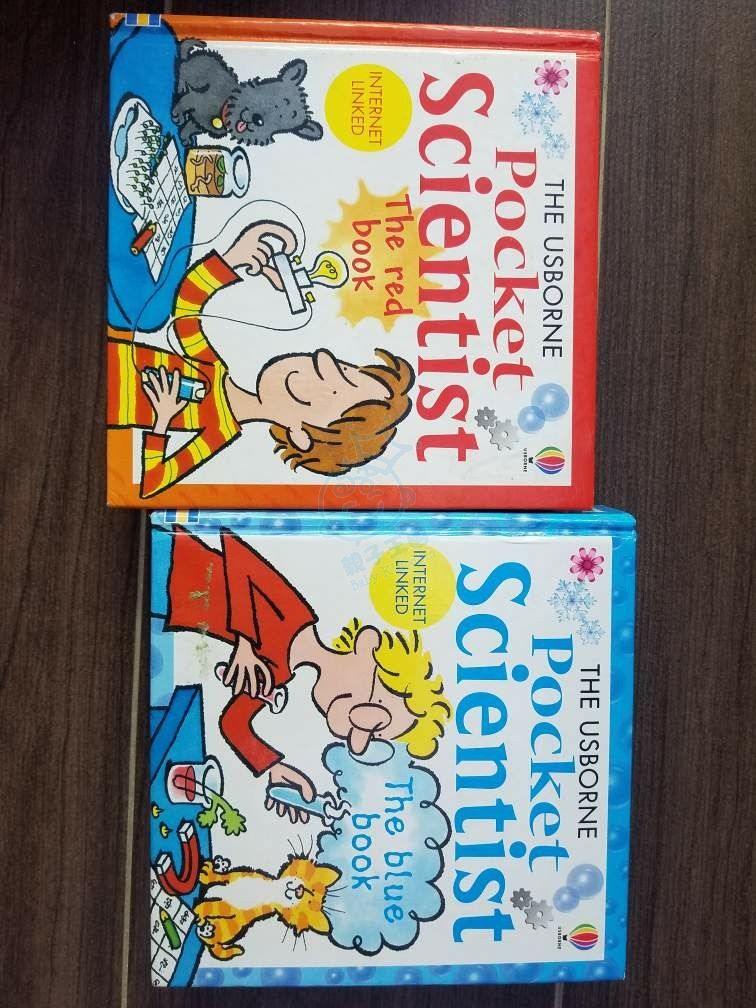 THE USBORNE
Pocket
Scientist
The red
book
INTERNET
LINKED
USBORNE
THE USBORNE
Pocket
Scientist
The blue
book
INTERNET
LINKED
USBORNE